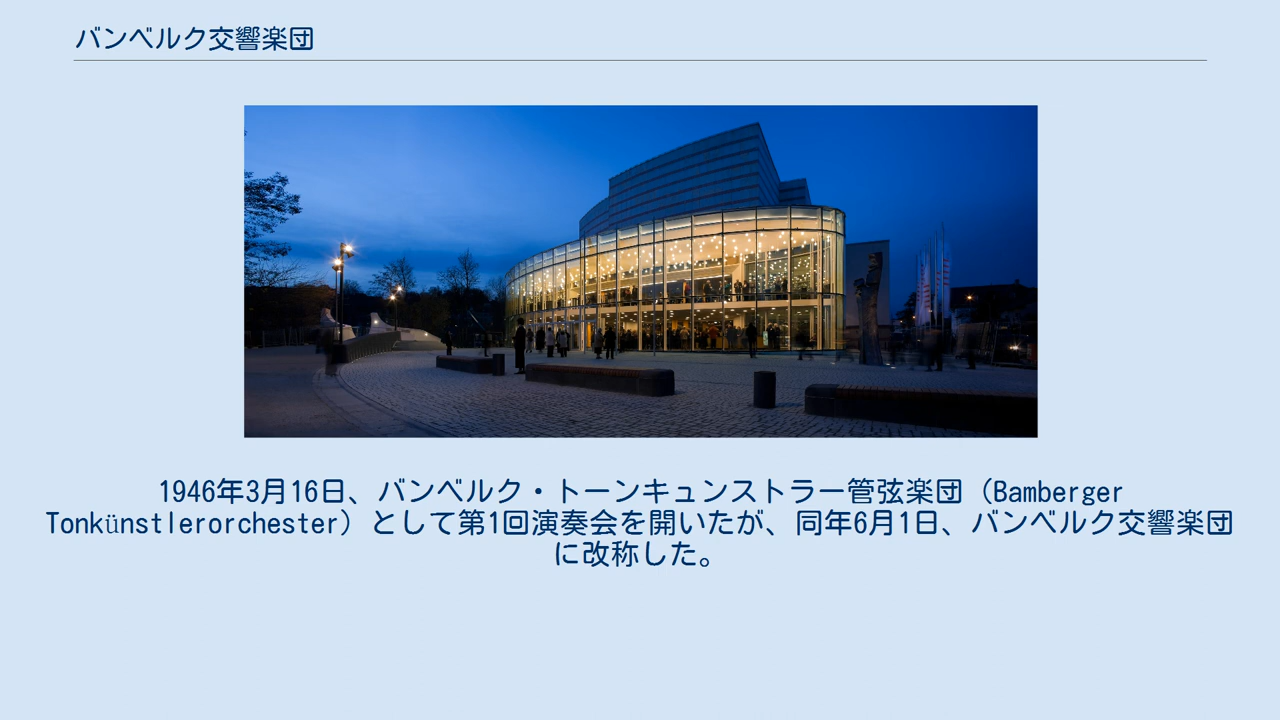 バンベルク交響楽団
1946年3月16日、バンベルク・トーンキュンストラー管弦楽団（Bamberger
Tonkünstlerorchester）として第1回演奏会を開いたが、同年6月1日、バンベルク交響楽団
に改称した。